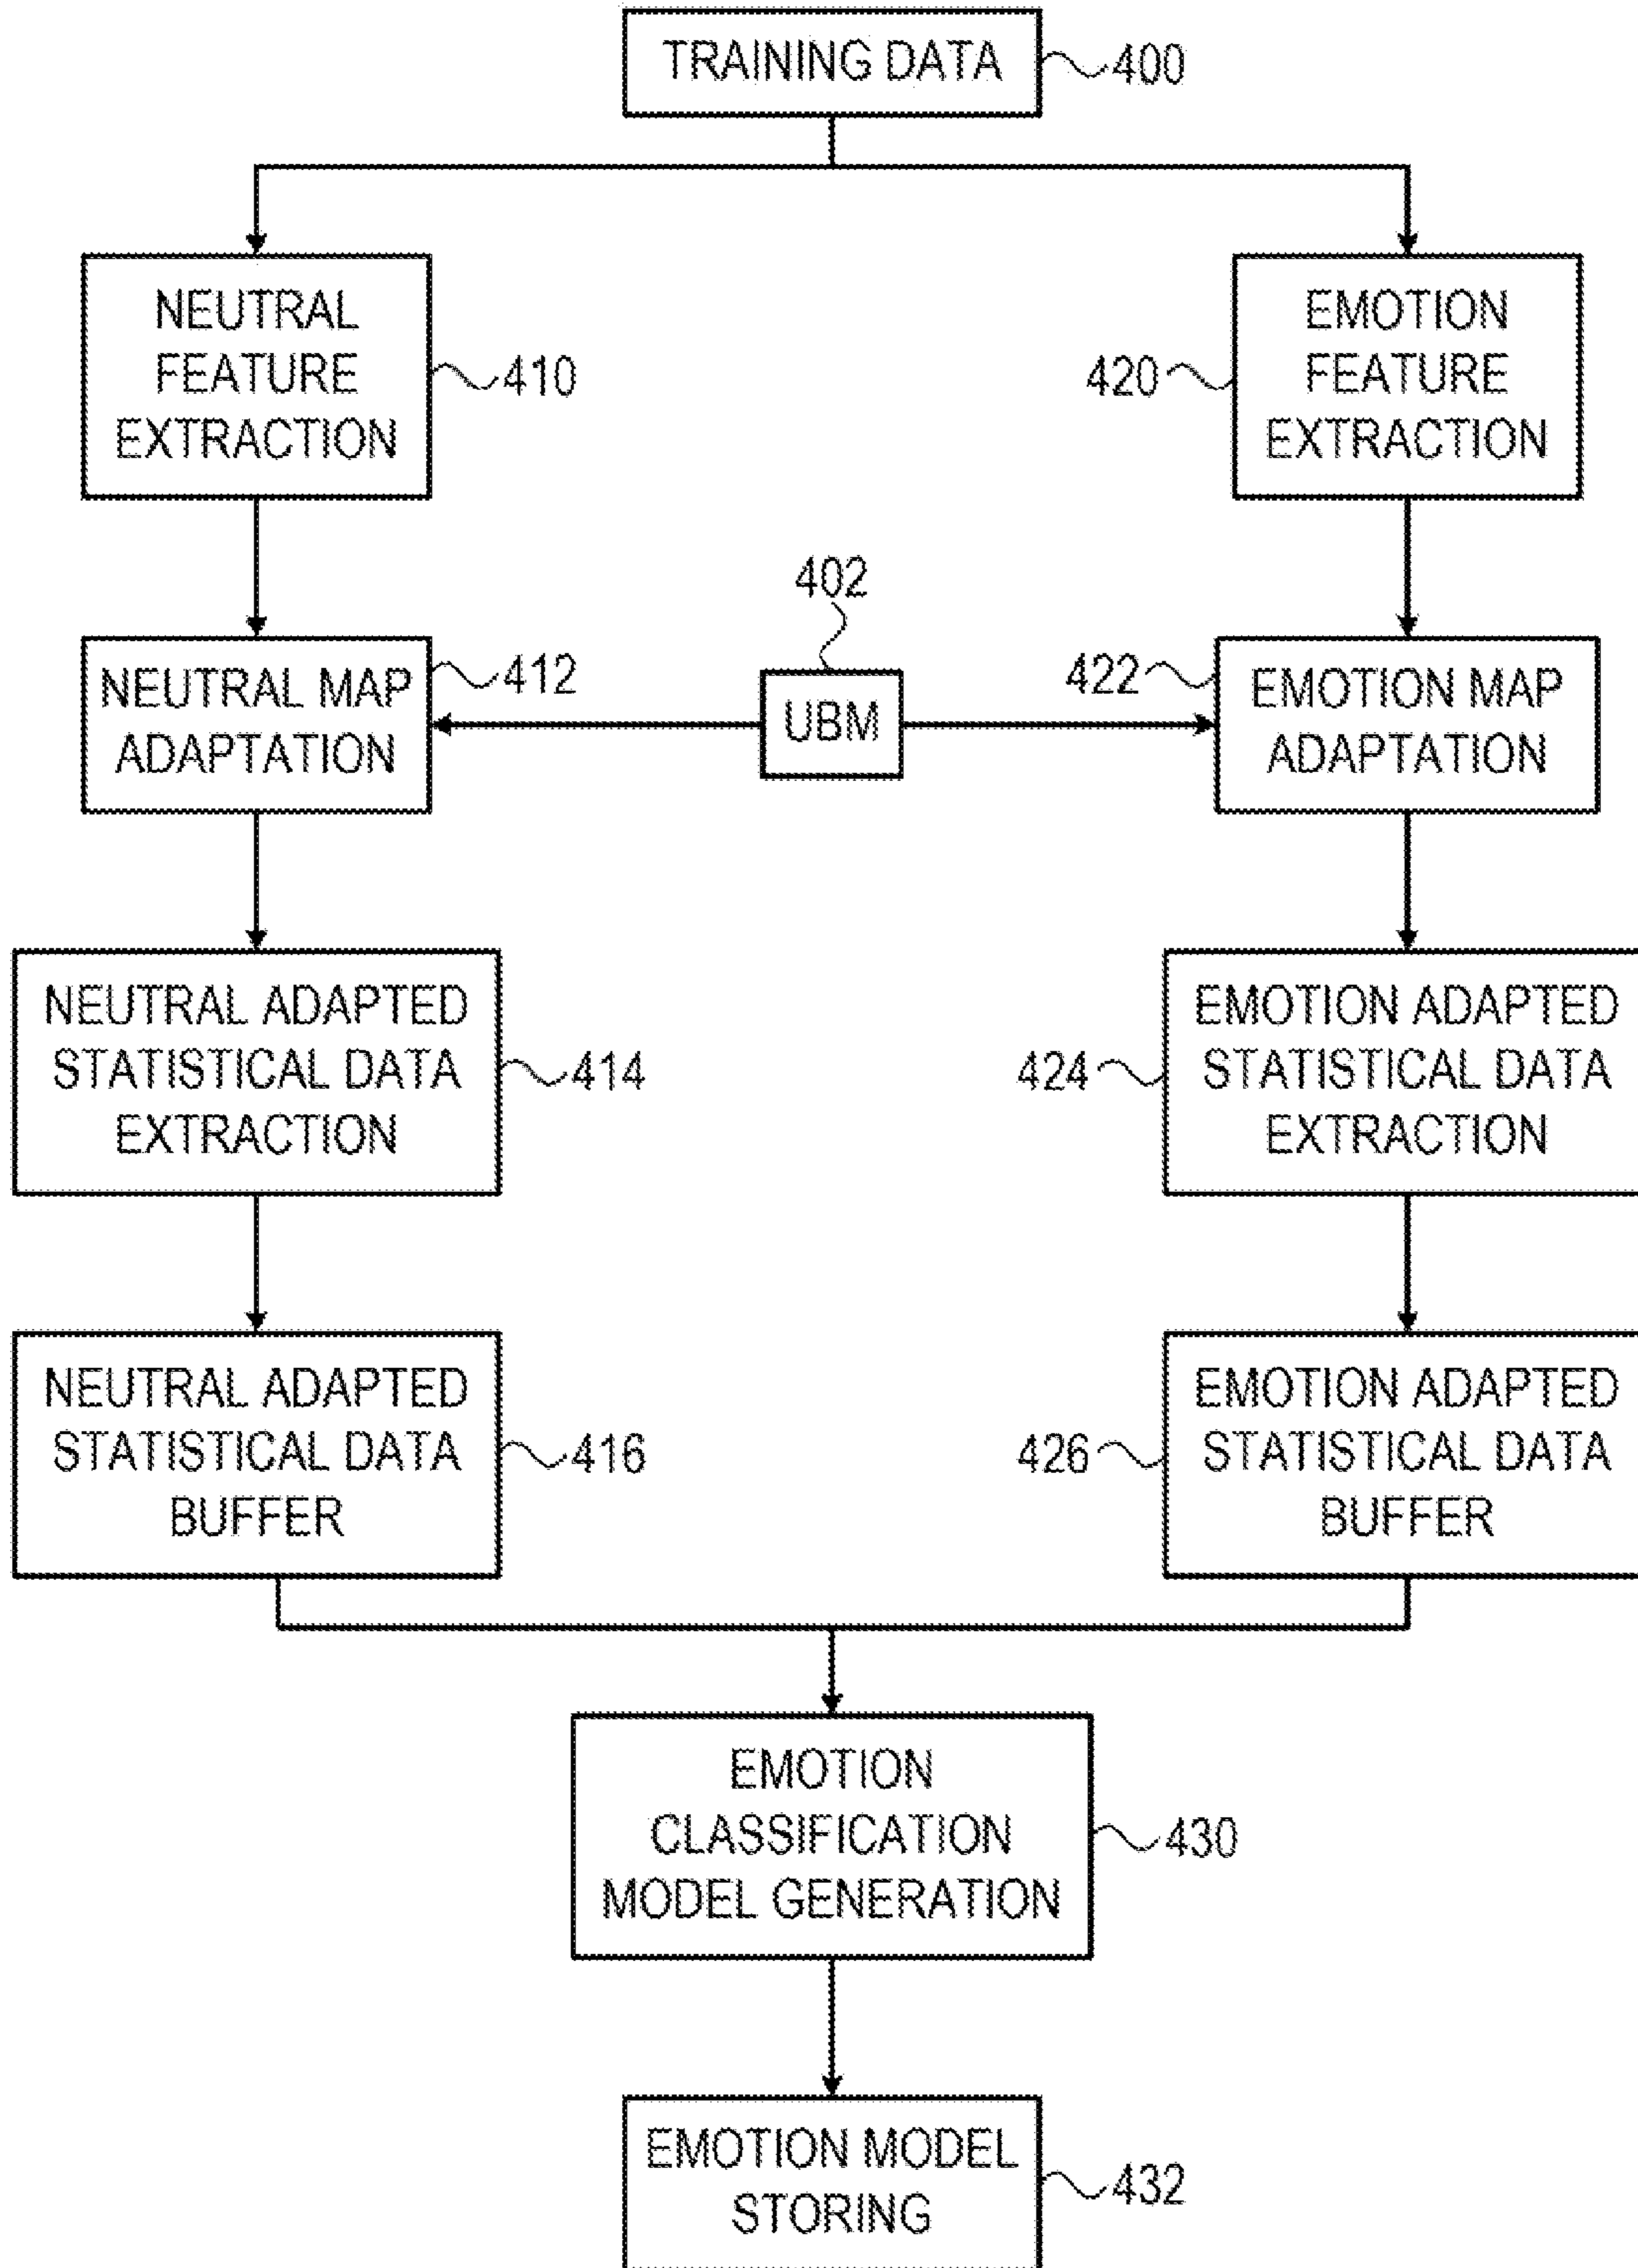 TRAINING DATA
400
NEUTRAL
FEATURE
EXTRACTION
410
420
EMOTION
FEATURE
EXTRACTION
402
NEUTRAL MAP
ADAPTATION
412
UBM
422
EMOTION MAP
ADAPTATION
NEUTRAL ADAPTED
STATISTICAL DATA
EXTRACTION
414
424
EMOTION ADAPTED
STATISTICAL DATA
EXTRACTION
NEUTRAL ADAPTED
STATISTICAL DATA
BUFFER
416
426
EMOTION ADAPTED
STATISTICAL DATA
BUFFER
EMOTION
CLASSIFICATION
MODEL GENERATION
430
EMOTION MODEL
STORING
432